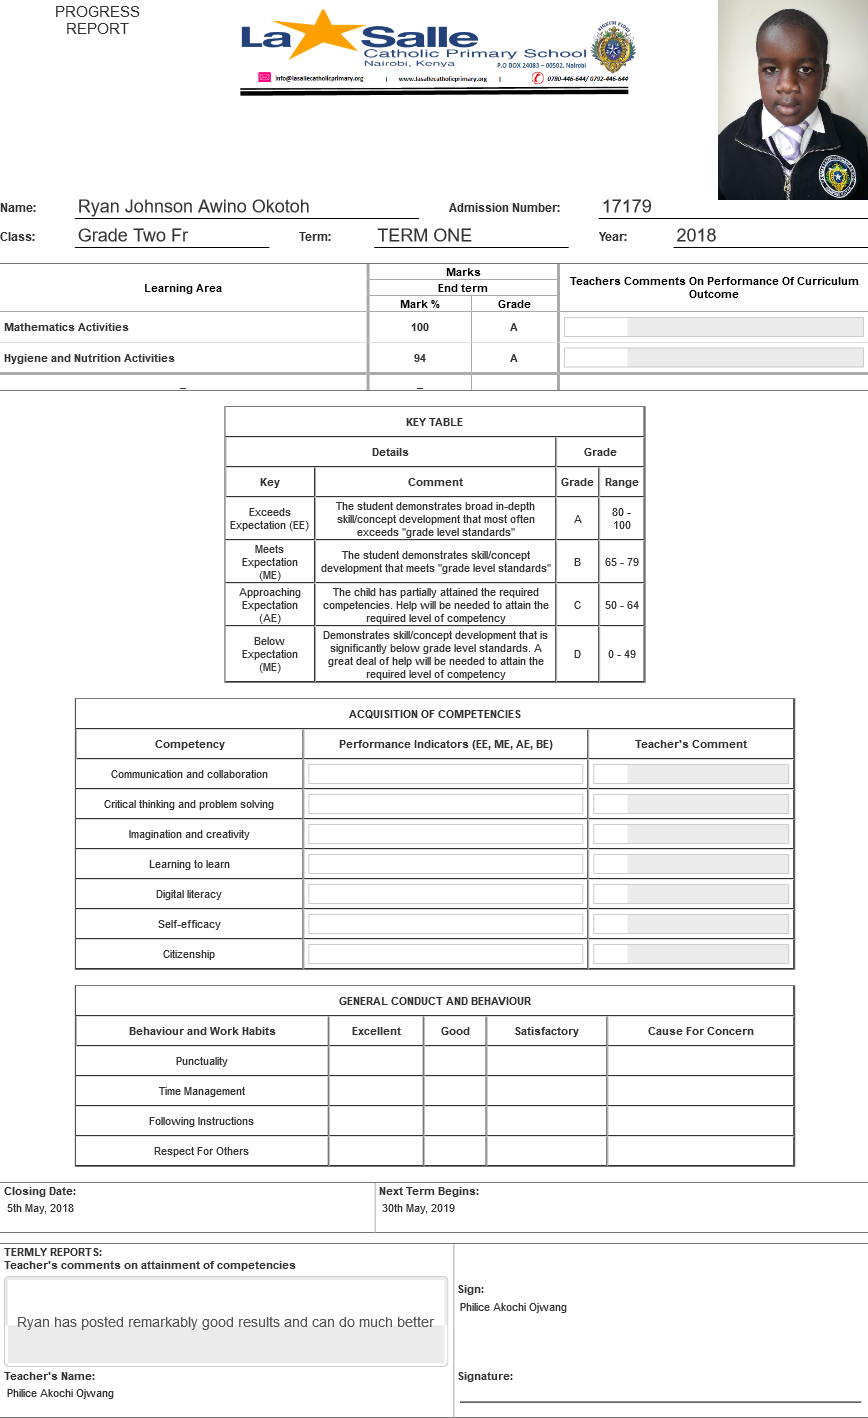 PROGRESS
REPORT
La Salle
Catholic Primary School
Nairobi, Kenya
P.O BOX 24083 – 00502, Nairobi
info@lasallecatholicprimary.org | www.lasallecatholicprimary.org | 0780-446-644/ 0792-446-644
Name: Ryan Johnson Awino Okotoh Admission Number: 17179
Class: Grade Two Fr Term: TERM ONE Year: 2018
Learning Area Marks Teachers Comments On Performance Of Curriculum Outcome
End term
Mark % Grade
Mathematics Activities 100 A
Hygiene and Nutrition Activities 94 A
_ _
KEY TABLE
Details Grade
Key Comment Grade Range
Exceeds Expectation (EE) The student demonstrates broad in-depth skill/concept development that most often exceeds "grade level standards" A 80 - 100
Meets Expectation (ME) The student demonstrates skill/concept development that meets "grade level standards" B 65 - 79
Approaching Expectation (AE) The child has partially attained the required competencies. Help will be needed to attain the required level of competency C 50 - 64
Below Expectation (ME) Demonstrates skill/concept development that is significantly below grade level standards. A great deal of help will be needed to attain the required level of competency D 0 - 49
ACQUISITION OF COMPETENCIES
Competency Performance Indicators (EE, ME, AE, BE) Teacher's Comment
Communication and collaboration
Critical thinking and problem solving
Imagination and creativity
Learning to learn
Digital literacy
Self-efficacy
Citizenship
GENERAL CONDUCT AND BEHAVIOUR
Behaviour and Work Habits Excellent Good Satisfactory Cause For Concern
Punctuality
Time Management
Following Instructions
Respect For Others
Closing Date: Next Term Begins:
5th May, 2018 30th May, 2019
TERMLY REPORTS:
Teacher's comments on attainment of competencies
Ryan has posted remarkably good results and can do much better
Sign:
Philice Akochi Ojwang
Teacher's Name: Signature:
Philice Akochi Ojwang